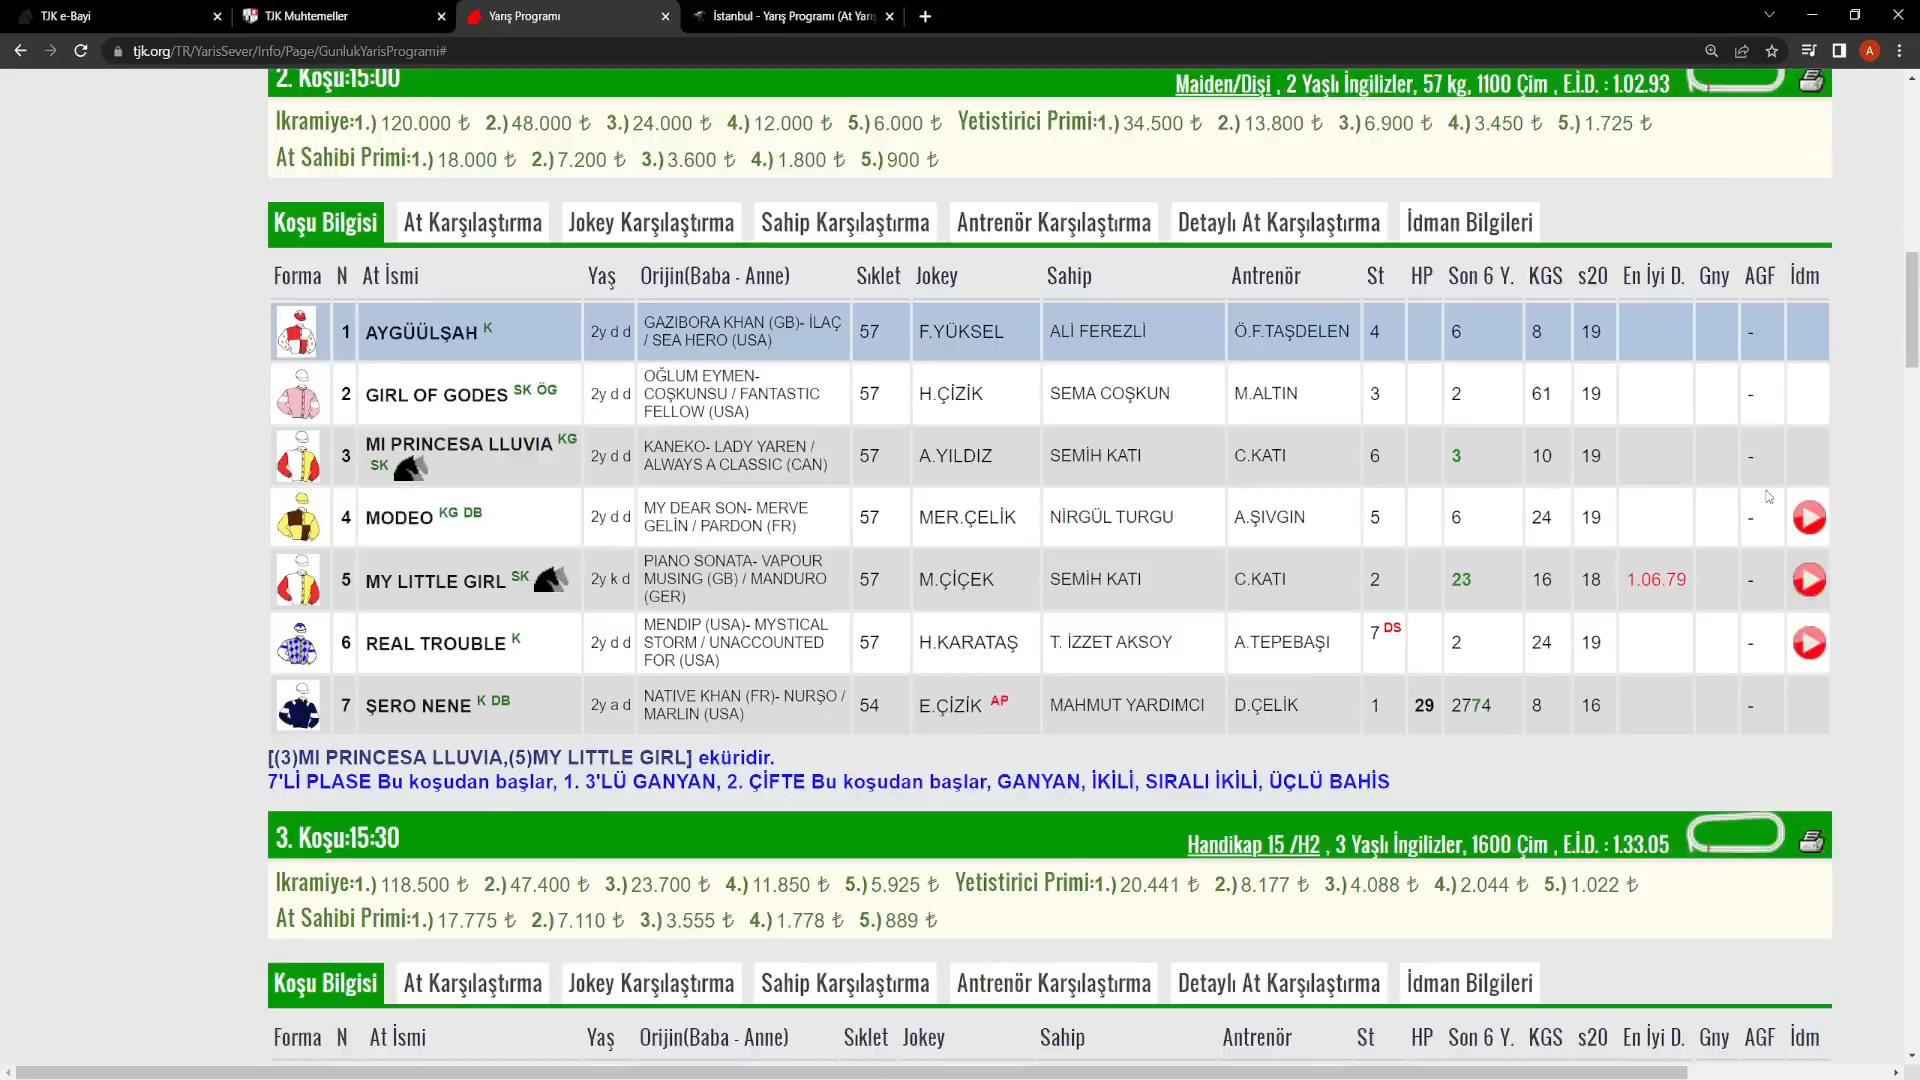 TJK e-Bayi
TJK Muhtemeller
Yarış Programı
İstanbul - Yarış Programı (At Yarış
tjk.org/TR/YarisSever/Info/Page/GunlukYarisProgrami#
A
2. Koşu:15:00
Maiden/Dişi , 2 Yaşlı İngilizler, 57 kg, 1100 Çim , E.İ.D. : 1.02.93
Ikramiye:1.) 120.000 ₺ 2.) 48.000 ₺ 3.) 24.000 ₺ 4.) 12.000 ₺ 5.) 6.000 ₺ Yetistirici Primi:1.) 34.500 ₺ 2.) 13.800 ₺ 3.) 6.900 ₺ 4.) 3.450 ₺ 5.) 1.725 ₺
At Sahibi Primi:1.) 18.000 ₺ 2.) 7.200 ₺ 3.) 3.600 ₺ 4.) 1.800 ₺ 5.) 900 ₺
Koşu Bilgisi At Karşılaştırma Jokey Karşılaştırma Sahip Karşılaştırma Antrenör Karşılaştırma Detaylı At Karşılaştırma İdman Bilgileri
Forma N At İsmi Yaş Orijin(Baba - Anne) Sıklet Jokey Sahip Antrenör St HP Son 6 Y. KGS s20 En İyi D. Gny AGF İdm
1 AYGÜÜLŞAH K 2y d d GAZIBORA KHAN (GB)- İLAÇ / SEA HERO (USA) 57 F.YÜKSEL ALİ FEREZLİ Ö.F.TAŞDELEN 4 6 8 19 -
2 GIRL OF GODES SK ÖG 2y d d OĞLUM EYMEN- COŞKUNSU / FANTASTIC FELLOW (USA) 57 H.ÇİZİK SEMA COŞKUN M.ALTIN 3 2 61 19 -
3 MI PRINCESA LLUVIA KG SK 2y d d KANEKO- LADY YAREN / ALWAYS A CLASSIC (CAN) 57 A.YILDIZ SEMİH KATI C.KATI 6 3 10 19 -
4 MODEO KG DB 2y d d MY DEAR SON- MERVE GELİN / PARDON (FR) 57 MER.ÇELİK NİRGÜL TURGU A.ŞIVGIN 5 6 24 19 -
5 MY LITTLE GIRL SK 2y k d PIANO SONATA- VAPOUR MUSING (GB) / MANDURO (GER) 57 M.ÇİÇEK SEMİH KATI C.KATI 2 23 16 18 1.06.79 -
6 REAL TROUBLE K 2y d d MENDIP (USA)- MYSTICAL STORM / UNACCOUNTED FOR (USA) 57 H.KARATAŞ T. İZZET AKSOY A.TEPEBAŞI 7 DS 2 24 19 -
7 ŞERO NENE K DB 2y a d NATIVE KHAN (FR)- NURŞO / MARLIN (USA) 54 E.ÇİZİK AP MAHMUT YARDIMCI D.ÇELİK 1 29 2774 8 16 -
[(3)MI PRINCESA LLUVIA,(5)MY LITTLE GIRL] eküridir.
7'Lİ PLASE Bu koşudan başlar, 1. 3'LÜ GANYAN, 2. ÇİFTE Bu koşudan başlar, GANYAN, İKİLİ, SIRALI İKİLİ, ÜÇLÜ BAHİS
3. Koşu:15:30
Handikap 15 /H2 , 3 Yaşlı İngilizler, 1600 Çim , E.İ.D. : 1.33.05
Ikramiye:1.) 118.500 ₺ 2.) 47.400 ₺ 3.) 23.700 ₺ 4.) 11.850 ₺ 5.) 5.925 ₺ Yetistirici Primi:1.) 20.441 ₺ 2.) 8.177 ₺ 3.) 4.088 ₺ 4.) 2.044 ₺ 5.) 1.022 ₺
At Sahibi Primi:1.) 17.775 ₺ 2.) 7.110 ₺ 3.) 3.555 ₺ 4.) 1.778 ₺ 5.) 889 ₺
Koşu Bilgisi At Karşılaştırma Jokey Karşılaştırma Sahip Karşılaştırma Antrenör Karşılaştırma Detaylı At Karşılaştırma İdman Bilgileri
Forma N At İsmi Yaş Orijin(Baba - Anne) Sıklet Jokey Sahip Antrenör St HP Son 6 Y. KGS s20 En İyi D. Gny AGF İdm